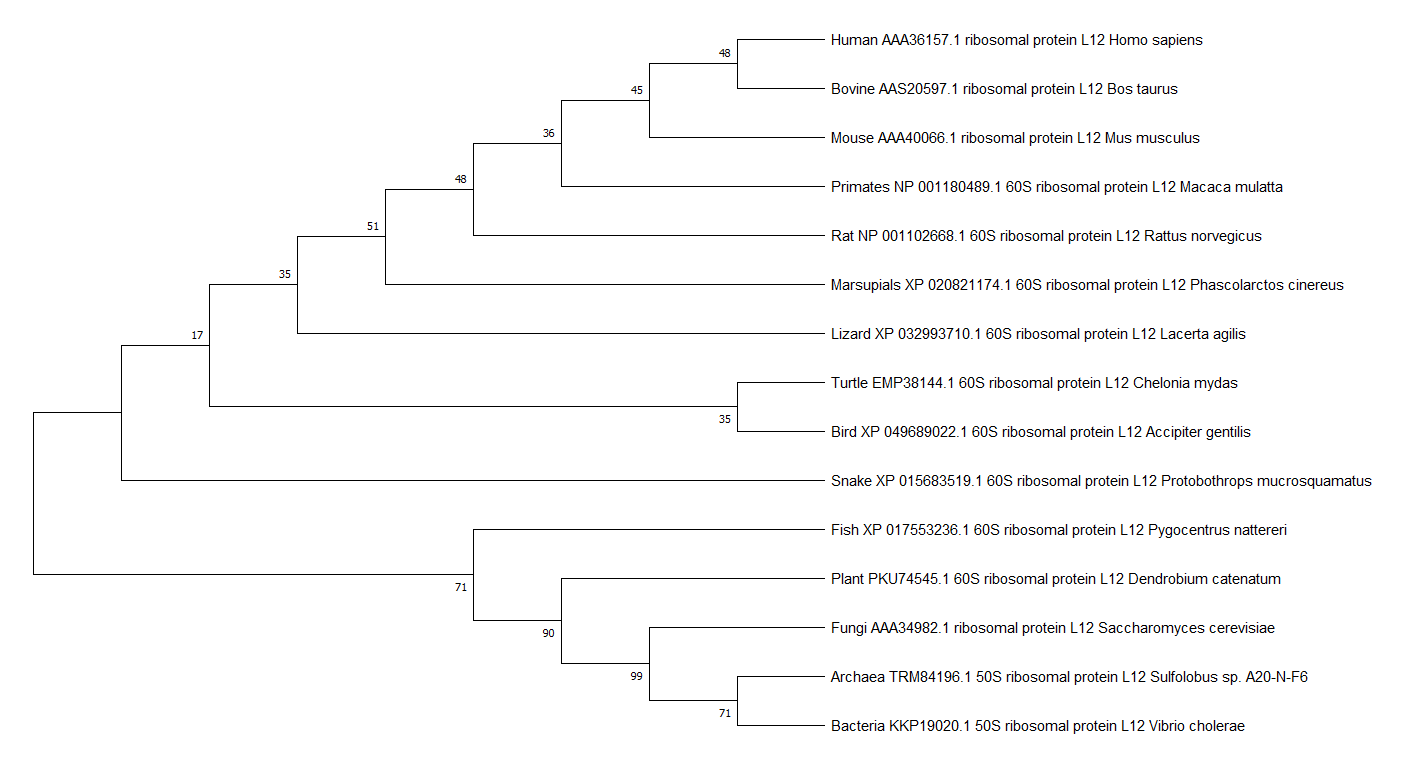 Human AAA36157.1 ribosomal protein L12 Homo sapiens
48
Bovine AAS20597.1 ribosomal protein L12 Bos taurus
45
Mouse AAA40066.1 ribosomal protein L12 Mus musculus
36
Primates NP 001180489.1 60S ribosomal protein L12 Macaca mulatta
48
Rat NP 001102668.1 60S ribosomal protein L12 Rattus norvegicus
51
Marsupials XP 020821174.1 60S ribosomal protein L12 Phascolarctos cinereus
35
Lizard XP 032993710.1 60S ribosomal protein L12 Lacerta agilis
17
Turtle EMP38144.1 60S ribosomal protein L12 Chelonia mydas
35
Bird XP 049689022.1 60S ribosomal protein L12 Accipiter gentilis
Snake XP 015683519.1 60S ribosomal protein L12 Protobothrops mucrosquamatus
Fish XP 017553236.1 60S ribosomal protein L12 Pygocentrus nattereri
71
Plant PKU74545.1 60S ribosomal protein L12 Dendrobium catenatum
90
Fungi AAA34982.1 ribosomal protein L12 Saccharomyces cerevisiae
99
Archaea TRM84196.1 50S ribosomal protein L12 Sulfolobus sp. A20-N-F6
71
Bacteria KKP19020.1 50S ribosomal protein L12 Vibrio cholerae